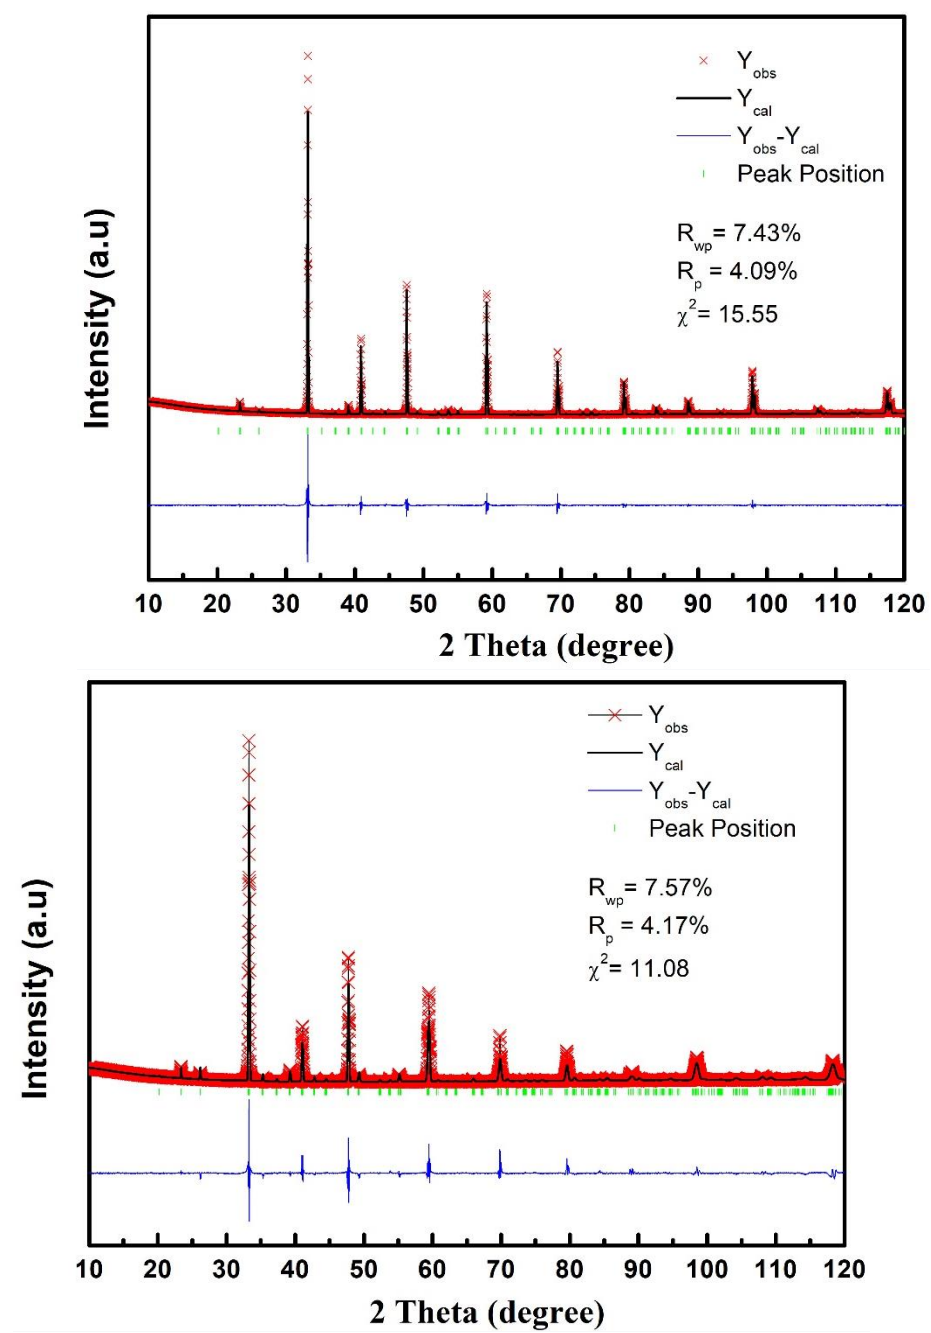 Y_obs
Y_cal
Y_obs-Y_cal
Peak Position
R_wp= 7.43%
R_p = 4.09%
χ²= 15.55
Intensity (a.u)
10 20 30 40 50 60 70 80 90 100 110 120
2 Theta (degree)
Y_obs
Y_cal
Y_obs-Y_cal
Peak Position
R_wp= 7.57%
R_p = 4.17%
χ²= 11.08
Intensity (a.u)
10 20 30 40 50 60 70 80 90 100 110 120
2 Theta (degree)